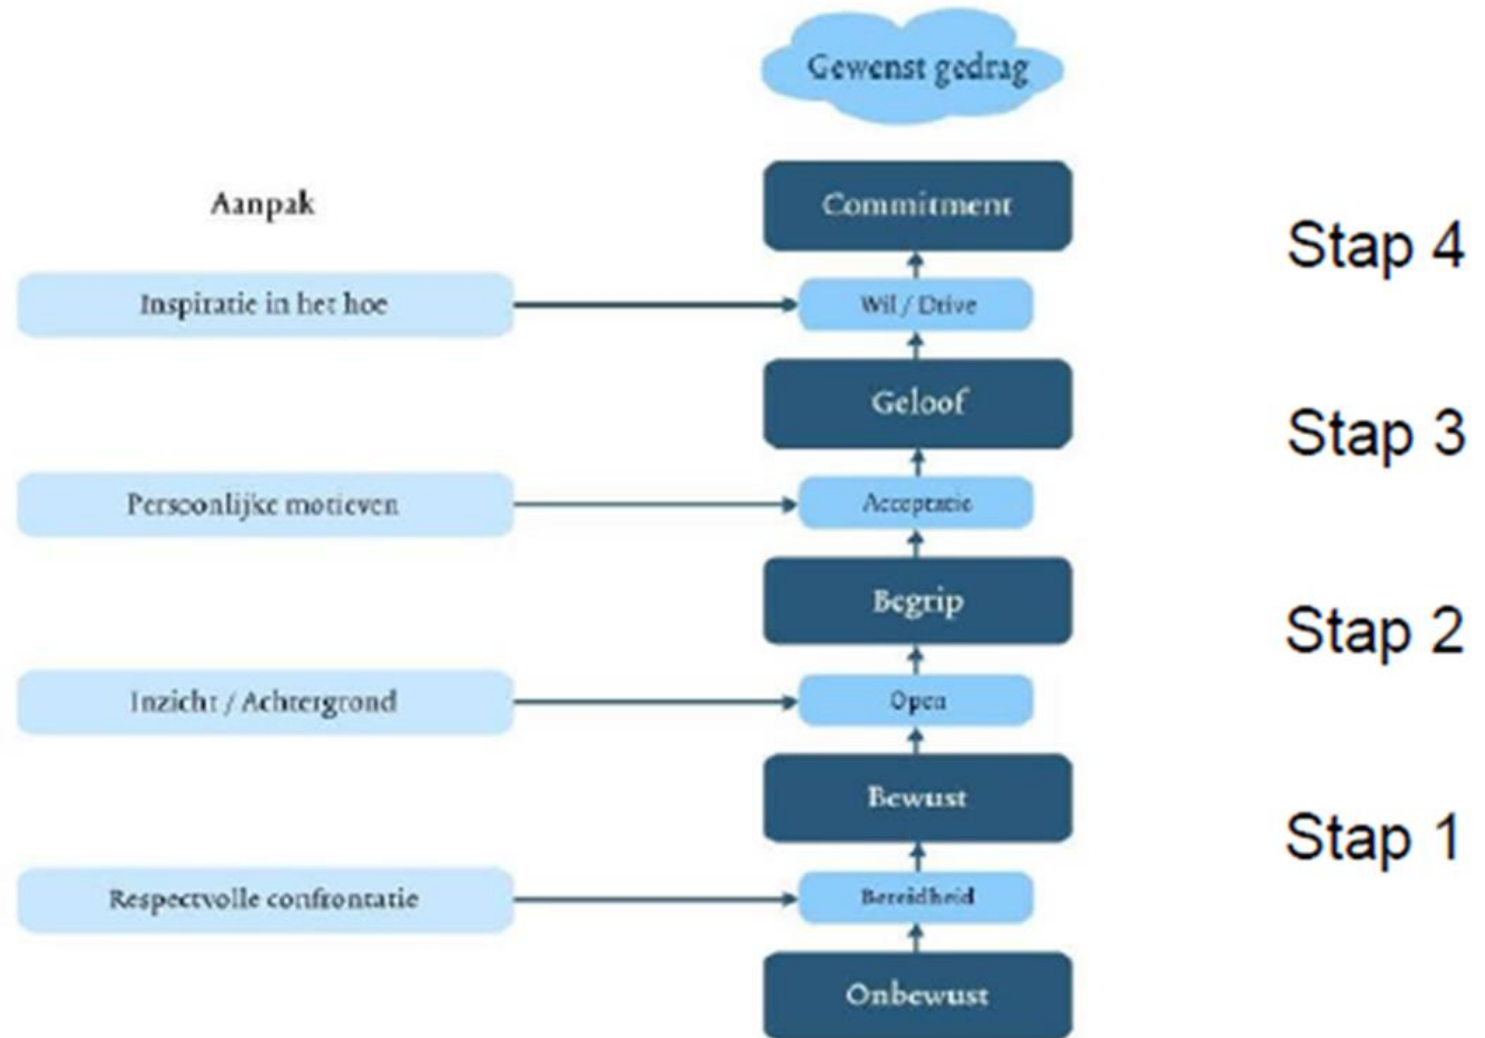 Gewenst gedrag
Aanpak
Commitment
Stap 4
Inspiratie in het hoe
Wil / Drive
Geloof
Stap 3
Persoonlijke motieven
Acceptatie
Begrip
Stap 2
Inzicht / Achtergrond
Open
Bewust
Stap 1
Respectvolle confrontatie
Bereidheid
Onbewust